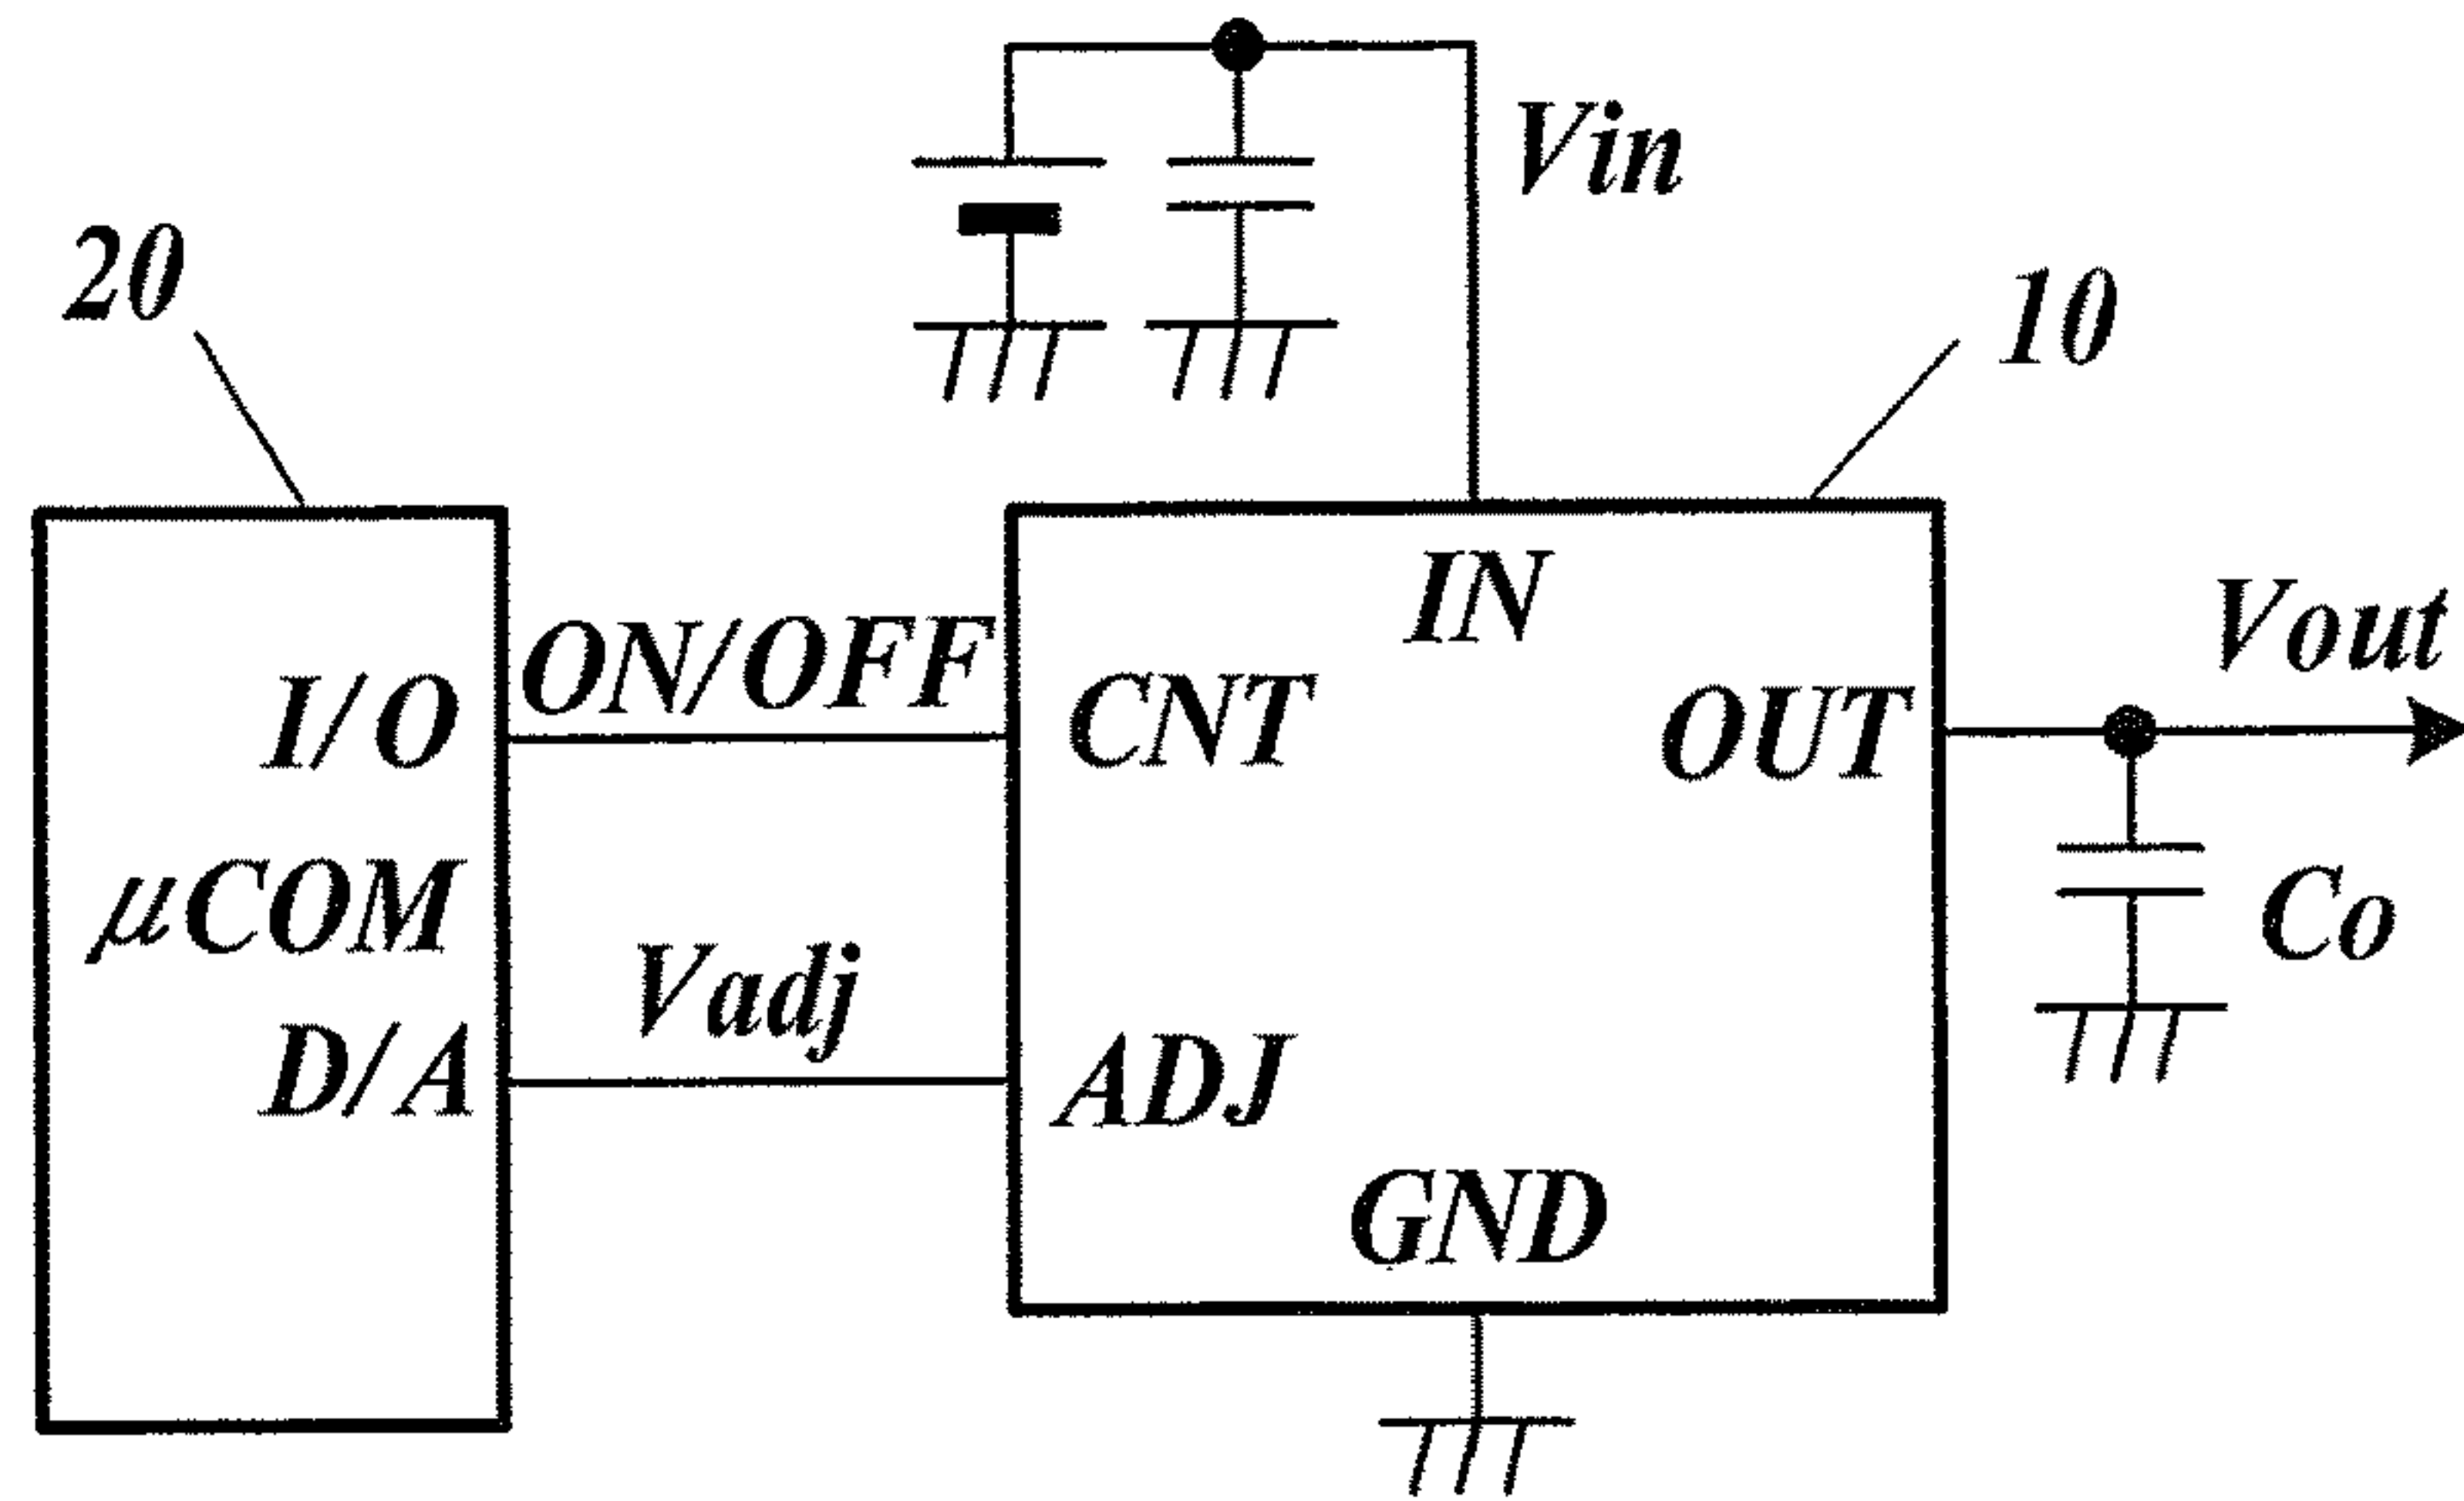 Vin
20
10
IN
ON/OFF
Vout
I/O
CNT
OUT
μCOM
Co
Vadj
D/A
ADJ
GND